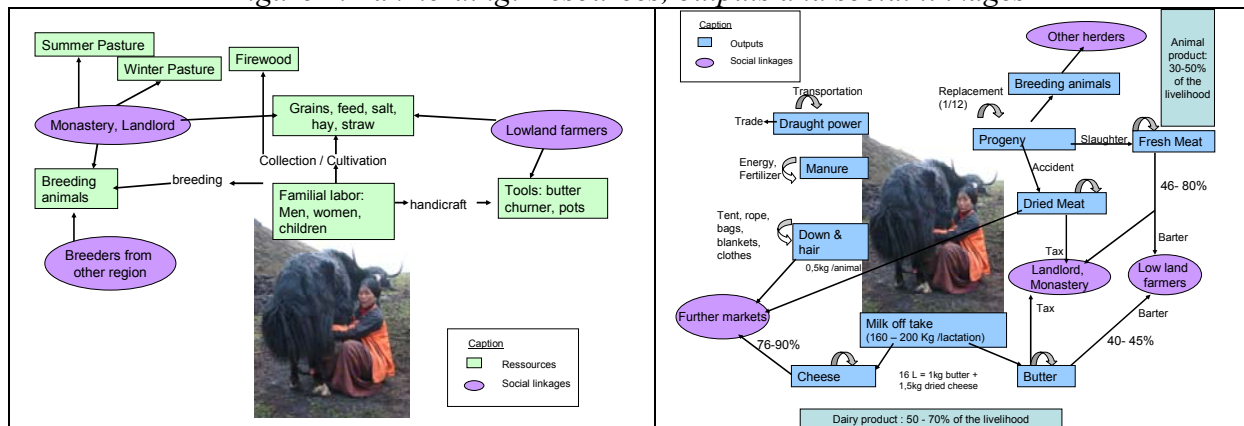 Resources, outputs and social linkages
Summer Pasture
Winter Pasture
Firewood
Grains, feed, salt,
hay, straw
Monastery, Landlord
Lowland farmers
Collection / Cultivation
Breeding
animals
breeding
Familial labor:
Men, women,
children
handicraft
Tools: butter
churner, pots
Breeders from
other region
Caption
Ressources
Social linkages
Caption
Outputs
Social linkages
Other herders
Animal
product:
30-50%
of the
livelihood
Breeding animals
Transportation
Replacement
(1/12)
Trade
Draught power
Progeny
Slaughter
Fresh Meat
Energy,
Fertilizer
Manure
Accident
46- 80%
Dried Meat
Tent, rope,
bags,
blankets,
clothes
Down &
hair
0,5kg /animal
Tax
Barter
Landlord,
Monastery
Low land
farmers
Further markets
Milk off take
(160 – 200 Kg /lactation)
Tax
Barter
76-90%
40- 45%
Cheese
16 L = 1kg butter +
1,5kg dried cheese
Butter
Dairy product : 50 - 70% of the livelihood